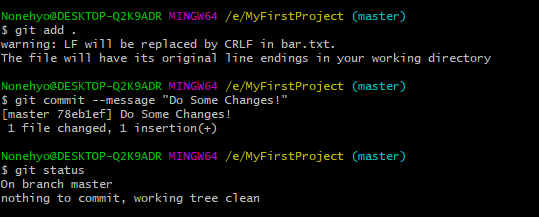 Nonehyo@DESKTOP-Q2K9ADR MINGW64 /e/MyFirstProject (master)
$ git add .
warning: LF will be replaced by CRLF in bar.txt.
The file will have its original line endings in your working directory
Nonehyo@DESKTOP-Q2K9ADR MINGW64 /e/MyFirstProject (master)
$ git commit --message "Do Some Changes!"
[master 78eb1ef] Do Some Changes!
 1 file changed, 1 insertion(+)
Nonehyo@DESKTOP-Q2K9ADR MINGW64 /e/MyFirstProject (master)
$ git status
On branch master
nothing to commit, working tree clean